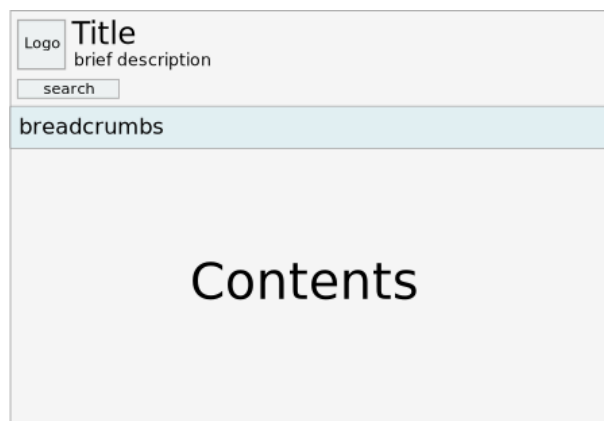 Logo
Title
brief description
search
breadcrumbs
Contents